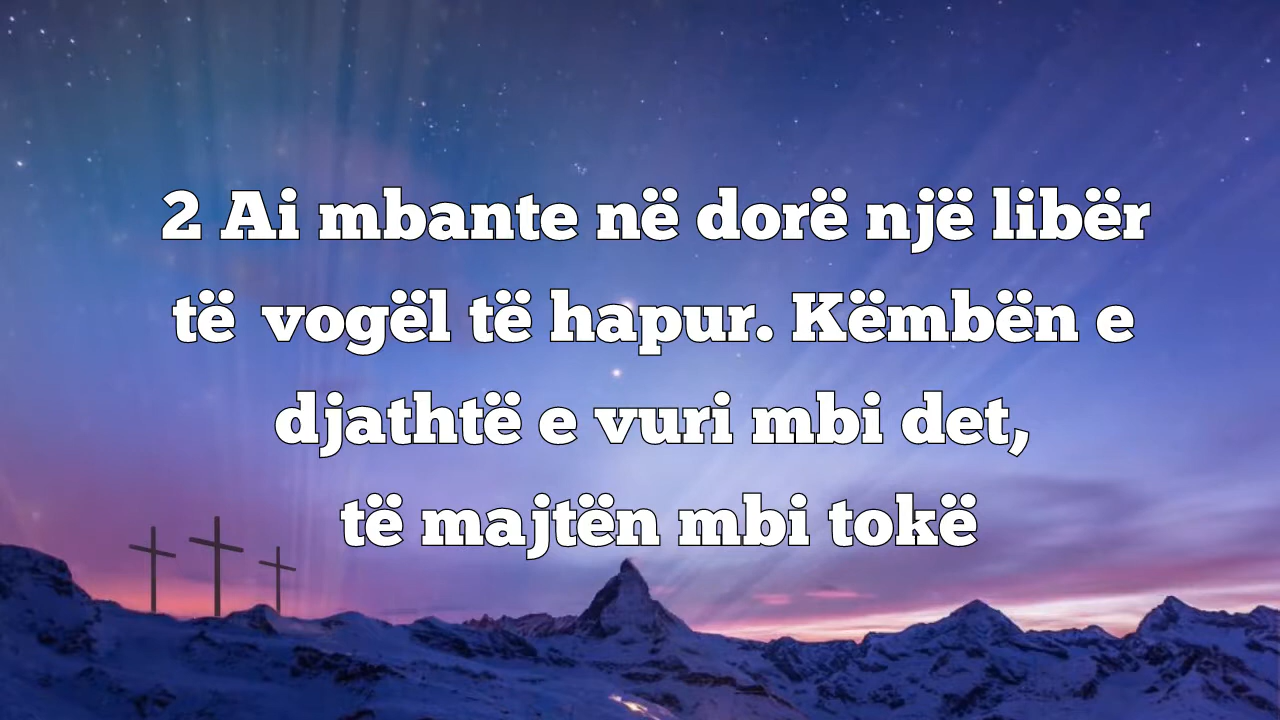 2 Ai mbante në dorë një libër
të vogël të hapur. Këmbën e
djathtë e vuri mbi det,
të majtën mbi tokë